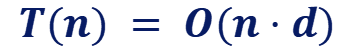 T(n) = O(n · d)